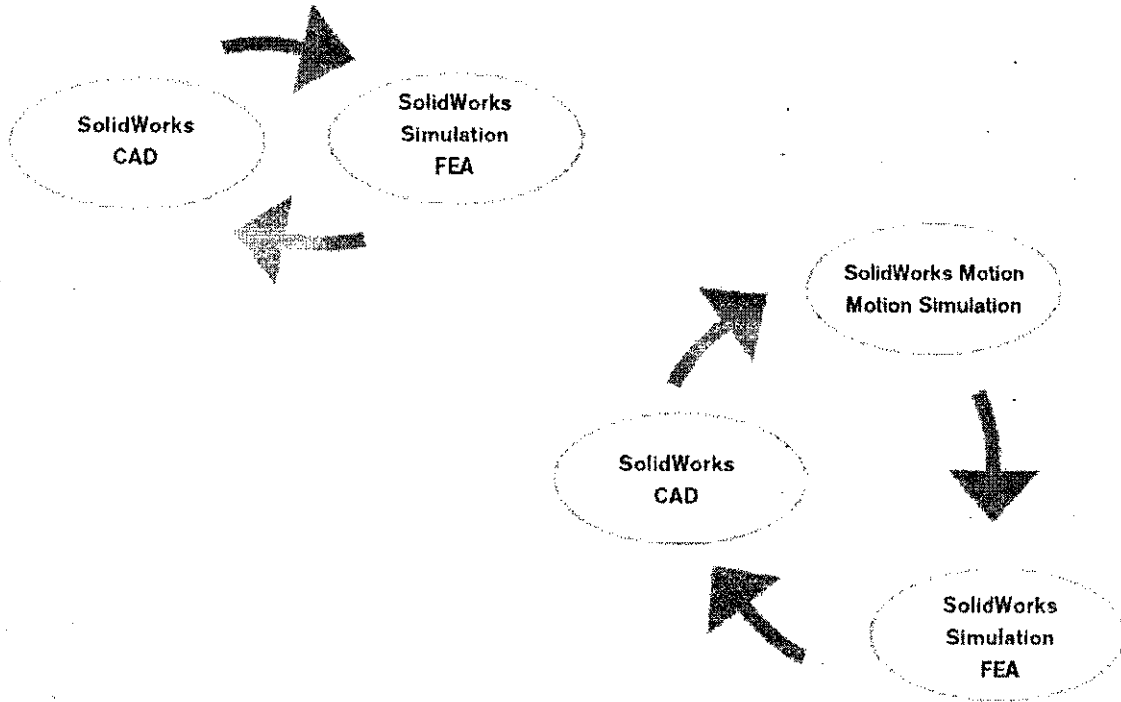 SolidWorks
CAD
SolidWorks
Simulation
FEA
SolidWorks Motion
Motion Simulation
SolidWorks
CAD
SolidWorks
Simulation
FEA